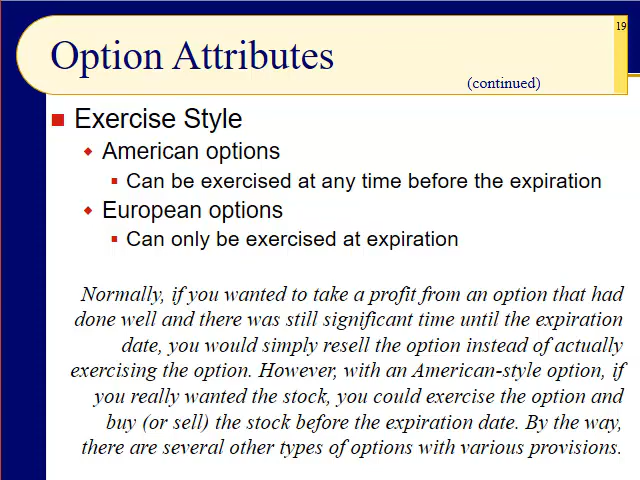 19
Option Attributes
(continued)
Exercise Style
American options
Can be exercised at any time before the expiration
European options
Can only be exercised at expiration
Normally, if you wanted to take a profit from an option that had
done well and there was still significant time until the expiration
date, you would simply resell the option instead of actually
exercising the option. However, with an American-style option, if
you really wanted the stock, you could exercise the option and
buy (or sell) the stock before the expiration date. By the way,
there are several other types of options with various provisions.